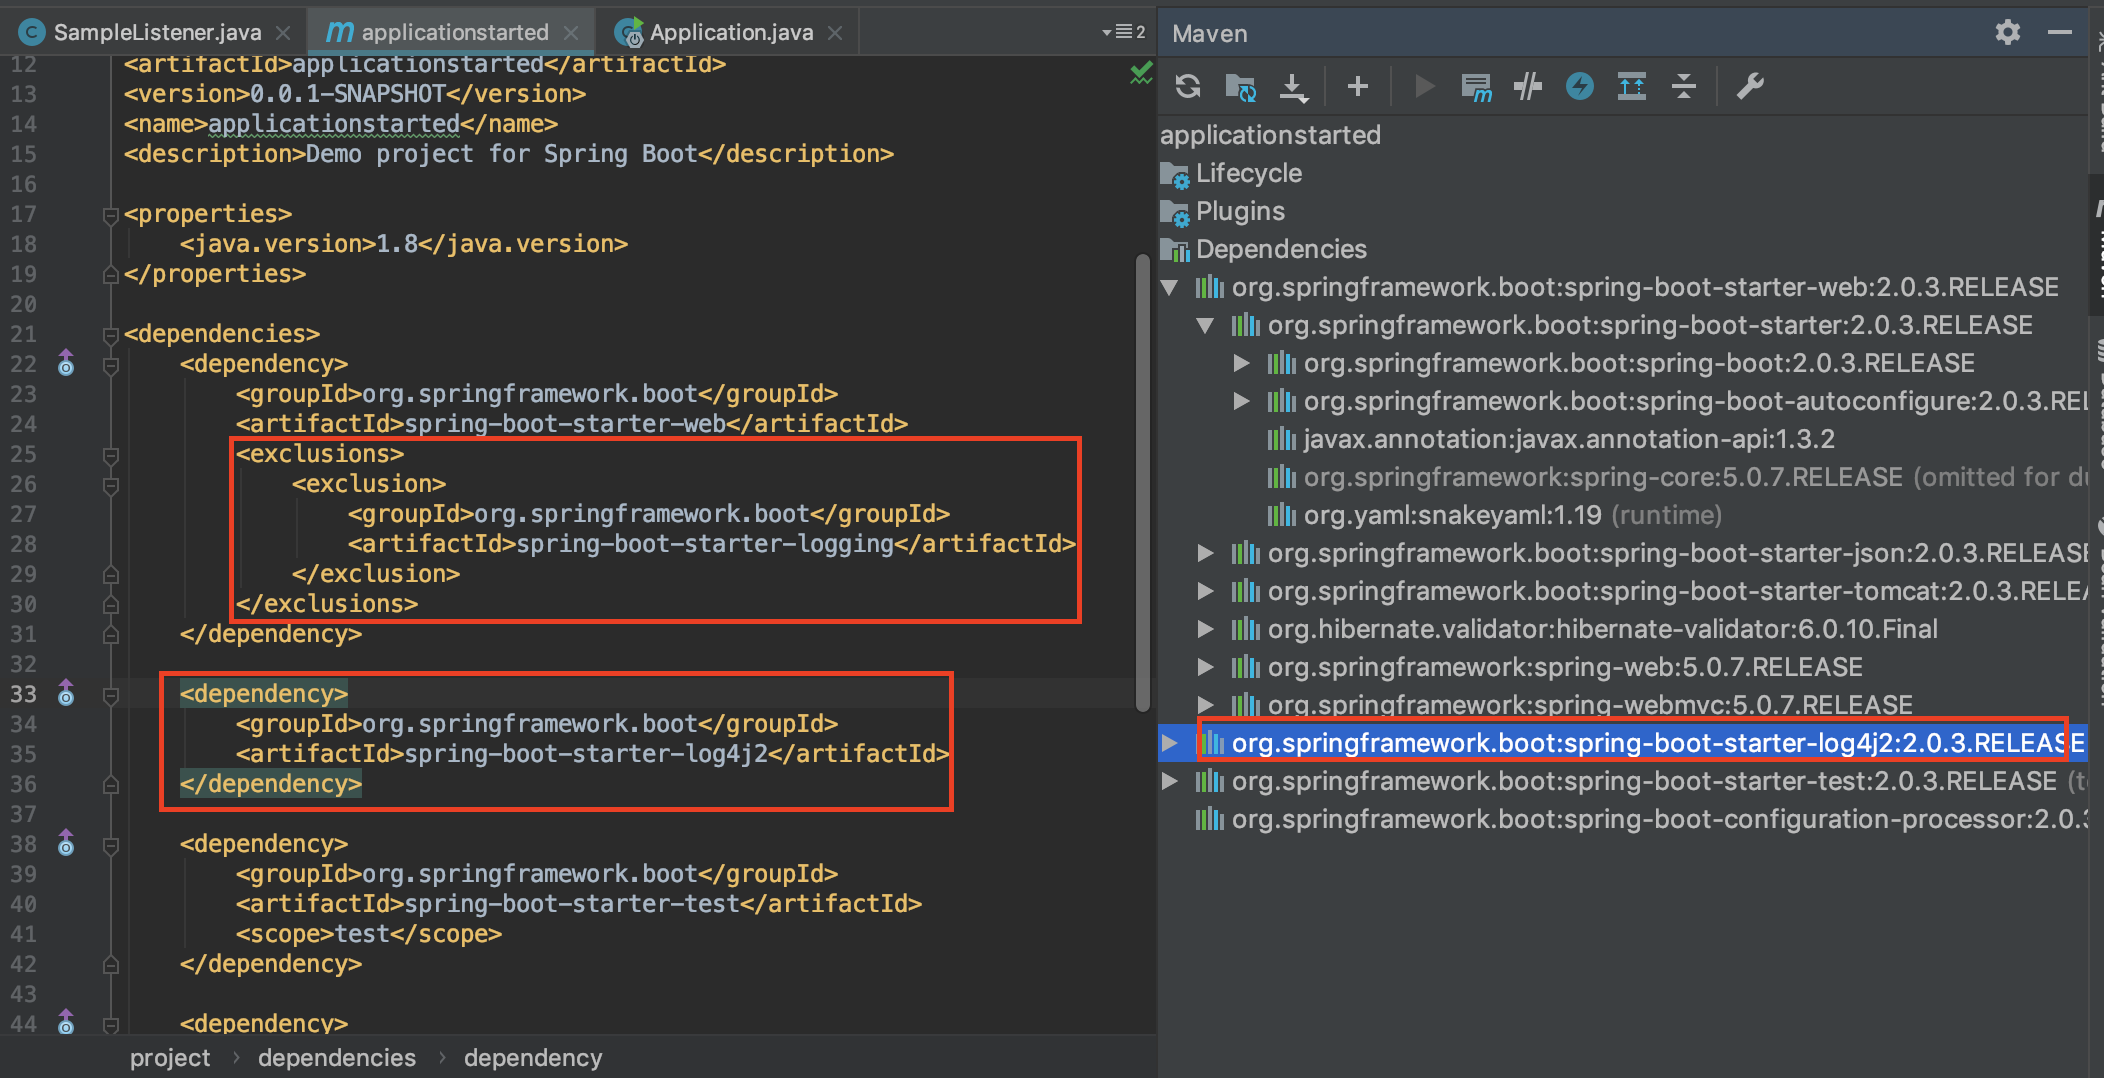 SampleListener.java
applicationstarted
Application.java
2
12 <artifactId>applicationstarted</artifactId>
13 <version>0.0.1-SNAPSHOT</version>
14 <name>applicationstarted</name>
15 <description>Demo project for Spring Boot</description>
16
17 <properties>
18 <java.version>1.8</java.version>
19 </properties>
20
21 <dependencies>
22 <dependency>
23 <groupId>org.springframework.boot</groupId>
24 <artifactId>spring-boot-starter-web</artifactId>
25 <exclusions>
26 <exclusion>
27 <groupId>org.springframework.boot</groupId>
28 <artifactId>spring-boot-starter-logging</artifactId>
29 </exclusion>
30 </exclusions>
31 </dependency>
32
33 <dependency>
34 <groupId>org.springframework.boot</groupId>
35 <artifactId>spring-boot-starter-log4j2</artifactId>
36 </dependency>
37
38 <dependency>
39 <groupId>org.springframework.boot</groupId>
40 <artifactId>spring-boot-starter-test</artifactId>
41 <scope>test</scope>
42 </dependency>
43
44 <dependency>
project › dependencies › dependency
Maven
applicationstarted
Lifecycle
Plugins
Dependencies
org.springframework.boot:spring-boot-starter-web:2.0.3.RELEASE
org.springframework.boot:spring-boot-starter:2.0.3.RELEASE
org.springframework.boot:spring-boot:2.0.3.RELEASE
org.springframework.boot:spring-boot-autoconfigure:2.0.3.REL
javax.annotation:javax.annotation-api:1.3.2
org.springframework:spring-core:5.0.7.RELEASE (omitted for du
org.yaml:snakeyaml:1.19 (runtime)
org.springframework.boot:spring-boot-starter-json:2.0.3.RELEASE
org.springframework.boot:spring-boot-starter-tomcat:2.0.3.RELEA
org.hibernate.validator:hibernate-validator:6.0.10.Final
org.springframework:spring-web:5.0.7.RELEASE
org.springframework:spring-webmvc:5.0.7.RELEASE
org.springframework.boot:spring-boot-starter-log4j2:2.0.3.RELEASE
org.springframework.boot:spring-boot-starter-test:2.0.3.RELEASE (t
org.springframework.boot:spring-boot-configuration-processor:2.0.3